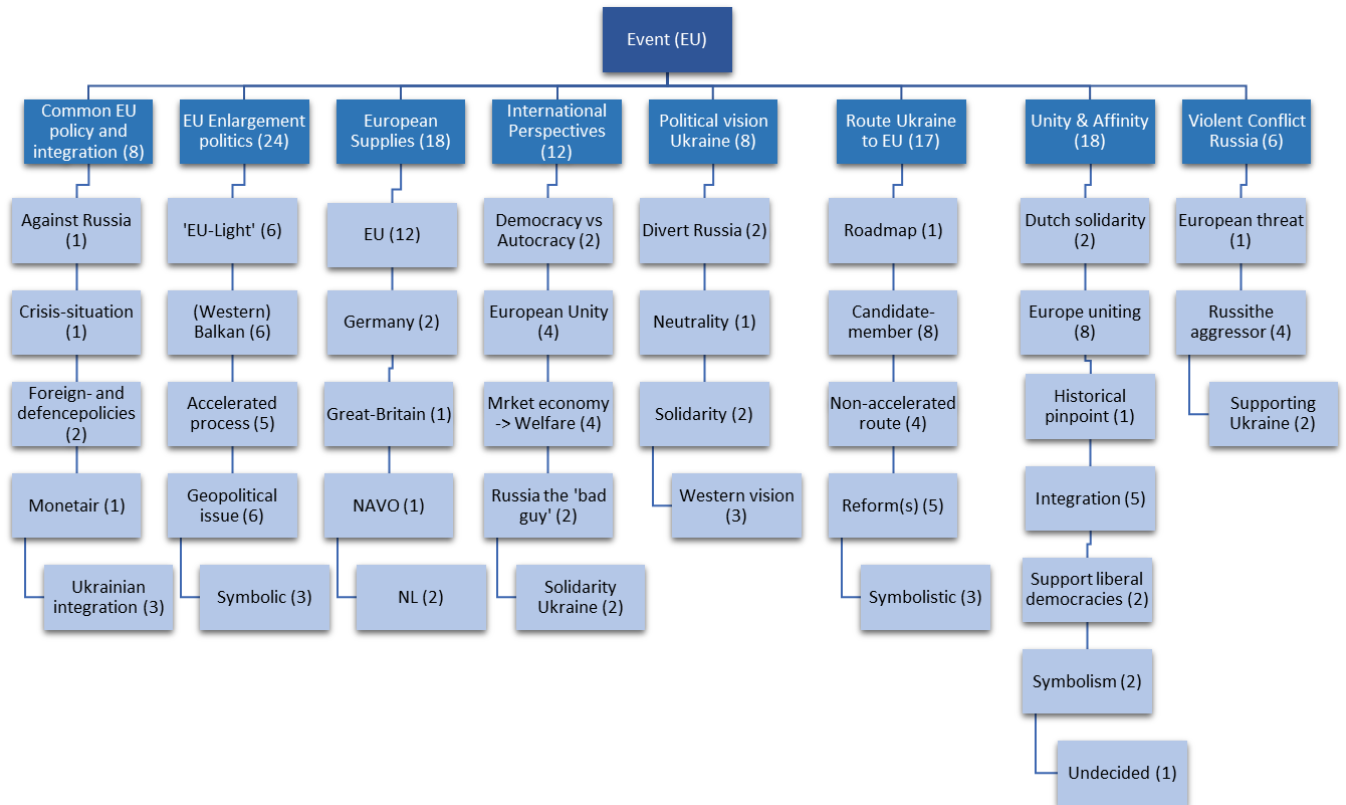 Event (EU)
Common EU
policy and
integration (8)
Against Russia
(1)
Crisis-situation
(1)
Foreign- and
defencepolicies
(2)
Monetair (1)
Ukrainian
integration (3)
EU Enlargement
politics (24)
'EU-Light' (6)
(Western)
Balkan (6)
Accelerated
process (5)
Geopolitical
issue (6)
Symbolic (3)
European
Supplies (18)
EU (12)
Germany (2)
Great-Britain (1)
NAVO (1)
NL (2)
International
Perspectives
(12)
Democracy vs
Autocracy (2)
European Unity
(4)
Mrket economy
-> Welfare (4)
Russia the 'bad
guy' (2)
Solidarity
Ukraine (2)
Political vision
Ukraine (8)
Divert Russia (2)
Neutrality (1)
Solidarity (2)
Western vision
(3)
Route Ukraine
to EU (17)
Roadmap (1)
Candidate-
member (8)
Non-accelerated
route (4)
Reform(s) (5)
Symbolistic (3)
Unity & Affinity
(18)
Dutch solidarity
(2)
Europe uniting
(8)
Historical
pinpoint (1)
Integration (5)
Support liberal
democracies (2)
Symbolism (2)
Undecided (1)
Violent Conflict
Russia (6)
European threat
(1)
Russithe
aggressor (4)
Supporting
Ukraine (2)